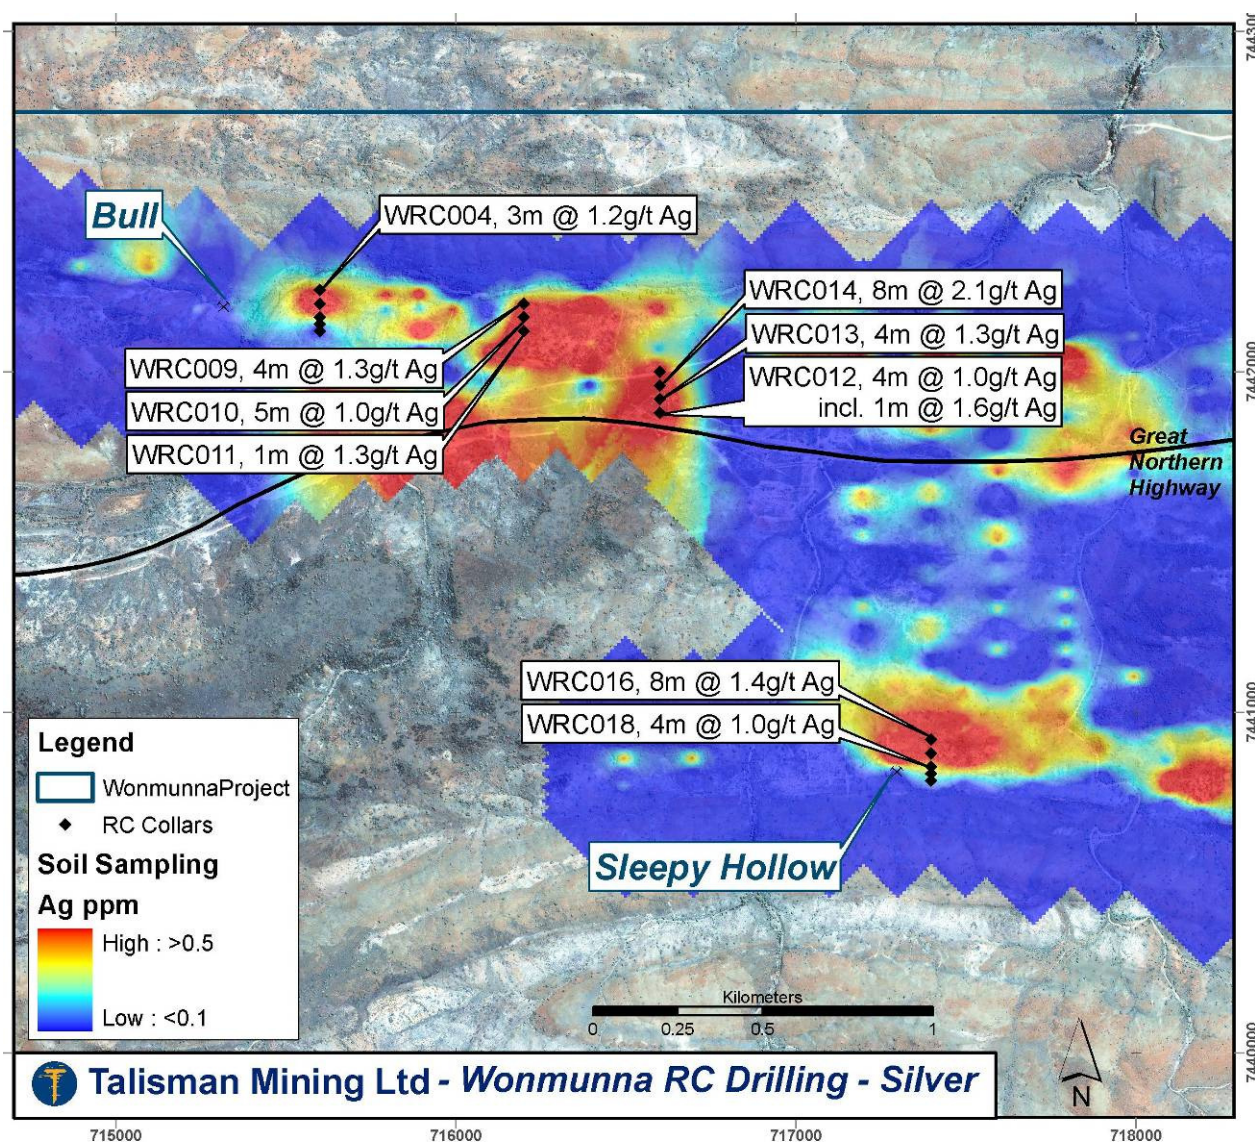 7443000
Bull
WRC004, 3m @ 1.2g/t Ag
WRC014, 8m @ 2.1g/t Ag
WRC013, 4m @ 1.3g/t Ag
WRC009, 4m @ 1.3g/t Ag
WRC012, 4m @ 1.0g/t Ag
incl. 1m @ 1.6g/t Ag
7442000
WRC010, 5m @ 1.0g/t Ag
WRC011, 1m @ 1.3g/t Ag
Great
Northern
Highway
WRC016, 8m @ 1.4g/t Ag
WRC018, 4m @ 1.0g/t Ag
7441000
Legend
WonmunnaProject
RC Collars
Soil Sampling
Ag ppm
High : >0.5
Low : <0.1
Sleepy Hollow
Kilometers
0 0.25 0.5 1
N
7440000
Talisman Mining Ltd - Wonmunna RC Drilling - Silver
715000 716000 717000 718000